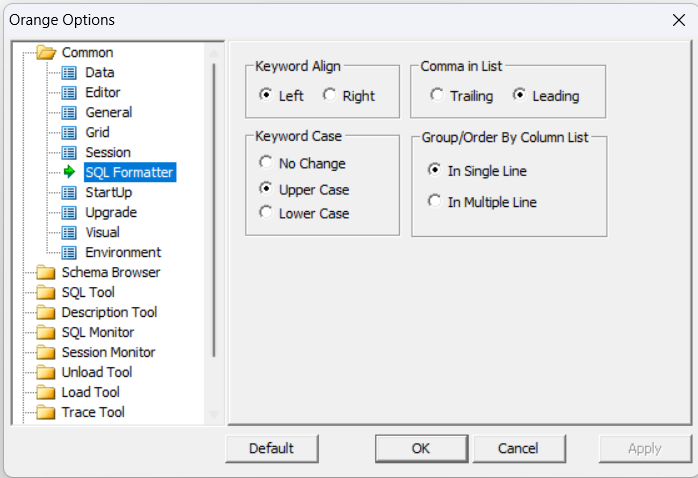 Orange Options
Common
Data
Editor
General
Grid
Session
SQL Formatter
StartUp
Upgrade
Visual
Environment
Schema Browser
SQL Tool
Description Tool
SQL Monitor
Session Monitor
Unload Tool
Load Tool
Trace Tool
Keyword Align
Left Right
Comma in List
Trailing Leading
Keyword Case
No Change
Upper Case
Lower Case
Group/Order By Column List
In Single Line
In Multiple Line
Default OK Cancel Apply